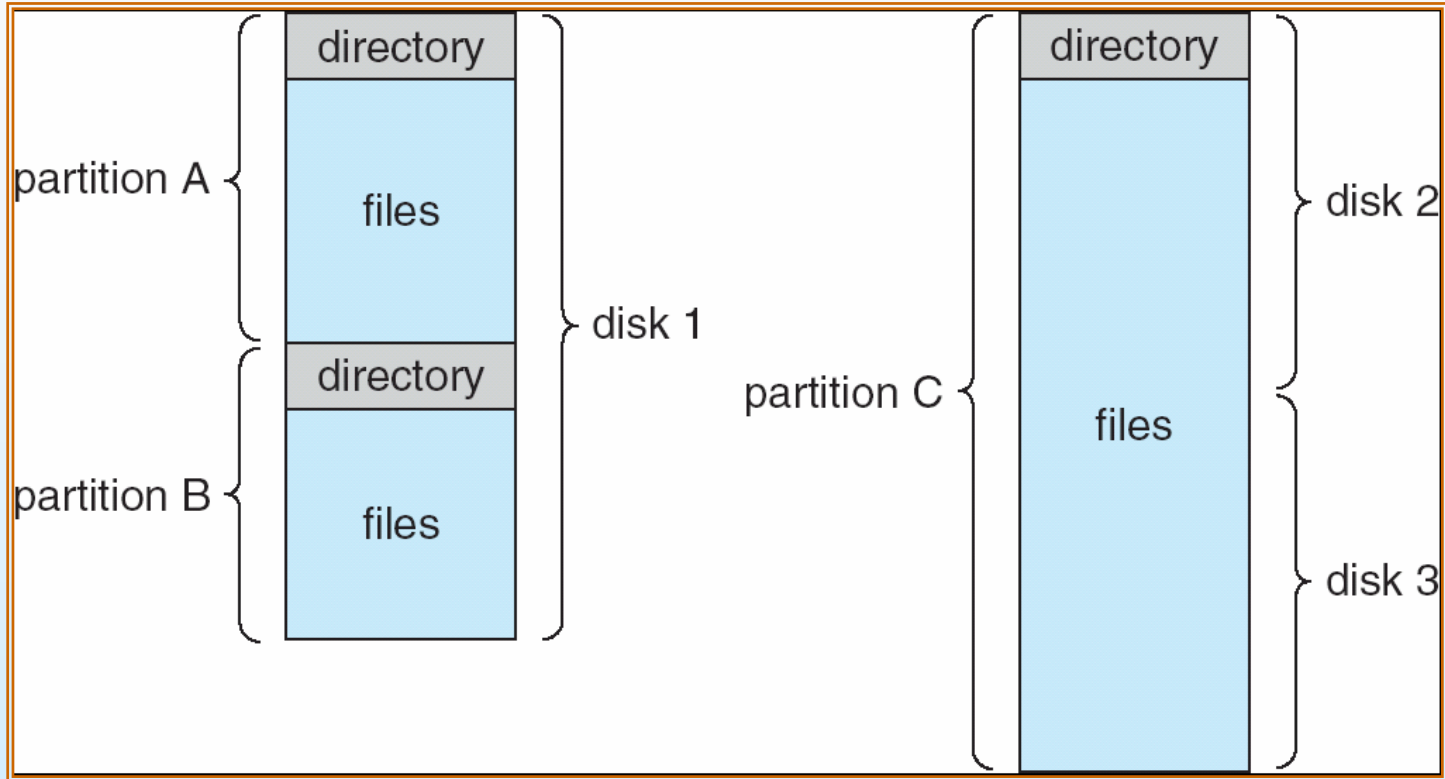 directory
partition A
files
disk 1
directory
partition B
files
directory
disk 2
partition C
files
disk 3